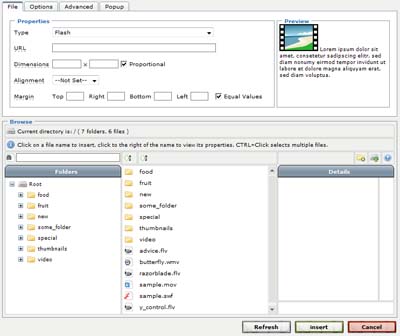 File Options Advanced Popup
Properties
Type Flash
URL
Dimensions x Proportional
Alignment --Not Set--
Margin Top Right Bottom Left Equal Values
Preview
Lorem ipsum dolor sit
amet, consetetur sadipscing elitr, sed
diam nonumy eirmod tempor invidunt ut
labore et dolore magna aliquyam erat,
sed diam voluptua.
Browse
Current directory is: / ( 7 folders, 6 files )
Click on a file name to insert, click to the right of the name to view its properties. CTRL+Click selects multiple files.
Folders
Root
food
fruit
new
some_folder
special
thumbnails
video
food
fruit
new
some_folder
special
thumbnails
video
advice.flv
butterfly.wmv
razorblade.flv
sample.mov
sample.swf
y_control.flv
Details
Refresh Insert Cancel